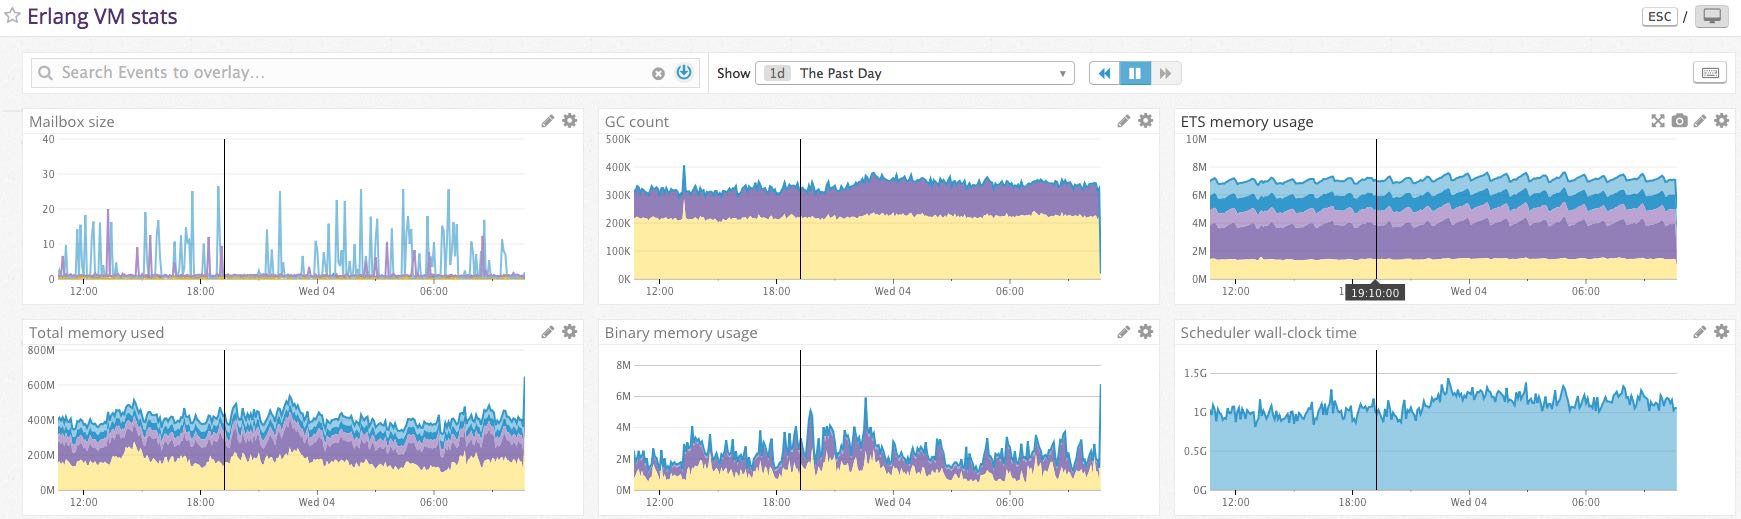 Erlang VM stats
ESC /
Search Events to overlay...
Show 1d The Past Day
Mailbox size
40
30
20
10
0
12:00 18:00 Wed 04 06:00
GC count
500K
400K
300K
200K
100K
0K
12:00 18:00 Wed 04 06:00
ETS memory usage
10M
8M
6M
4M
2M
0M
12:00 19:10:00 Wed 04 06:00
Total memory used
800M
600M
400M
200M
0M
12:00 18:00 Wed 04 06:00
Binary memory usage
8M
6M
4M
2M
0M
12:00 18:00 Wed 04 06:00
Scheduler wall-clock time
1.5G
1G
0.5G
0G
12:00 18:00 Wed 04 06:00